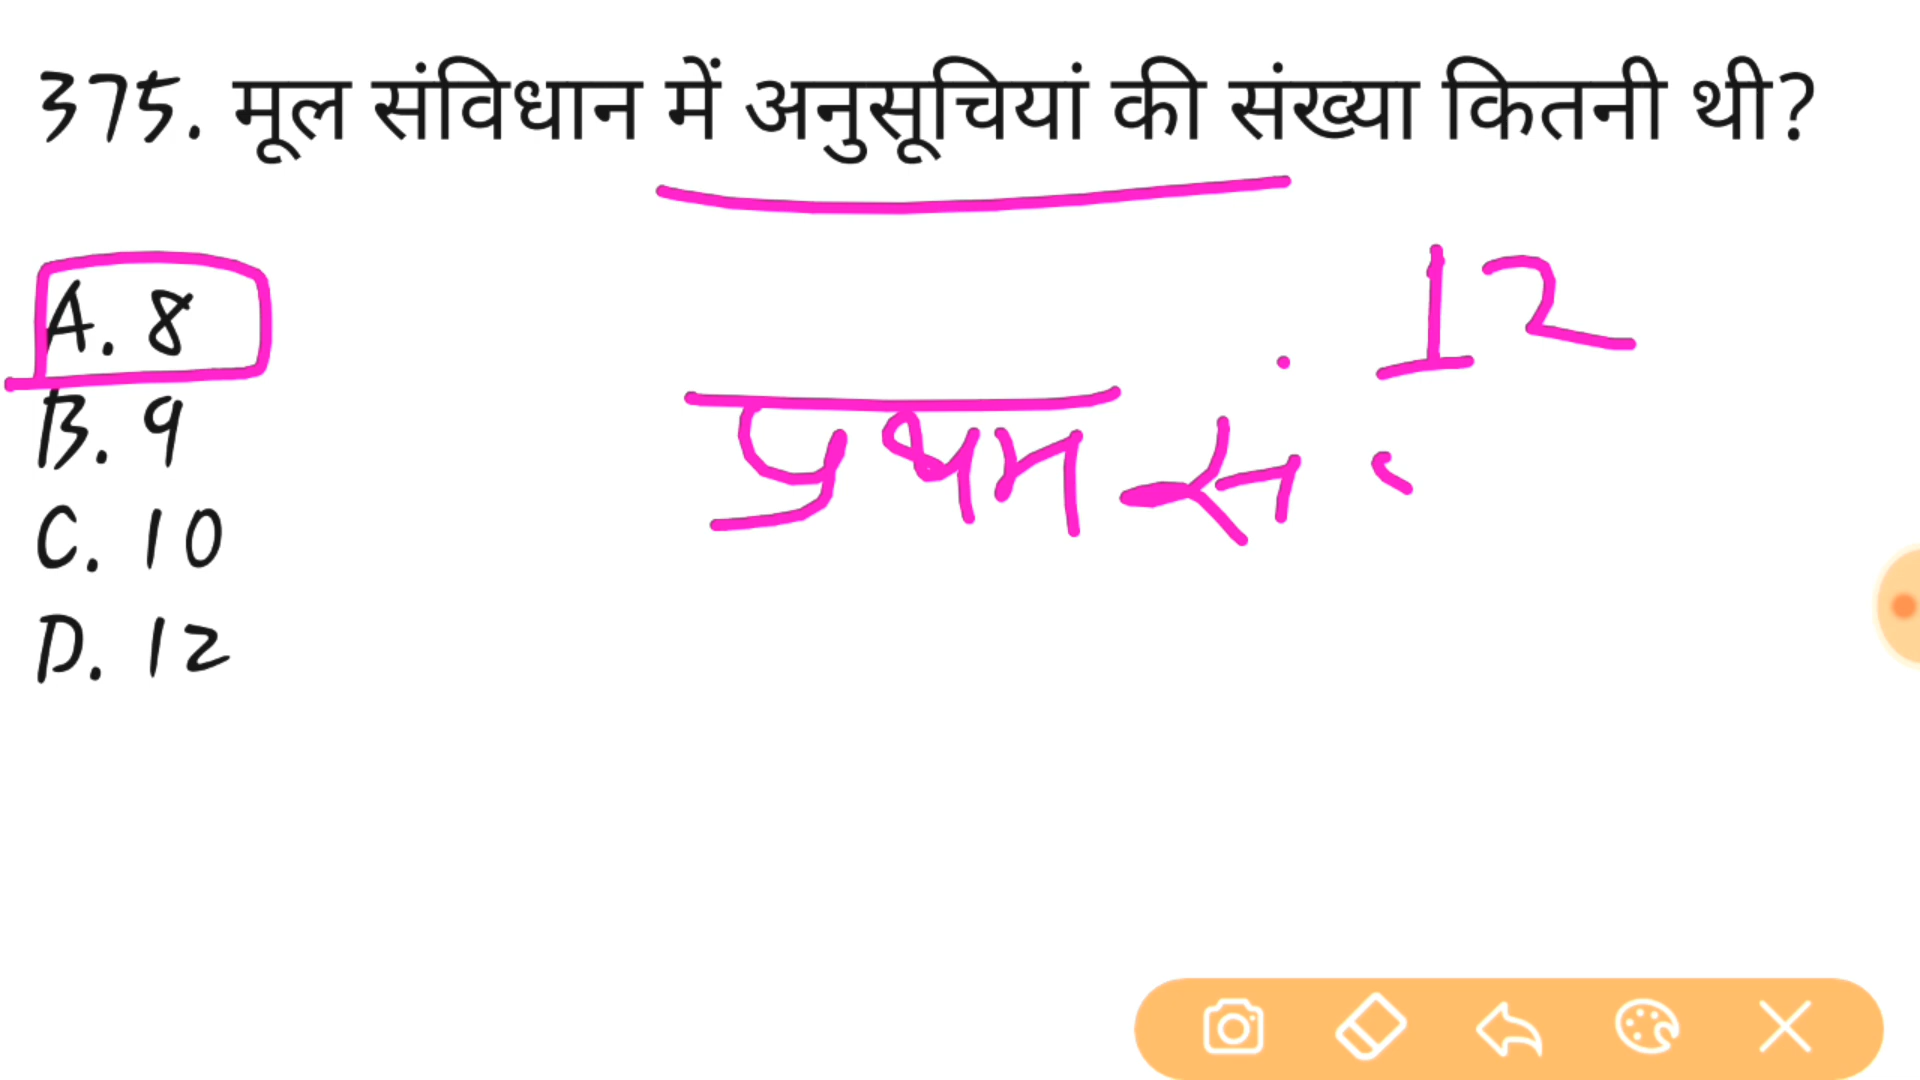 375. मूल संविधान में अनुसूचियां की संख्या कितनी थी?
A. 8
12
B. 9
प्रथम सं
C. 10
D. 12